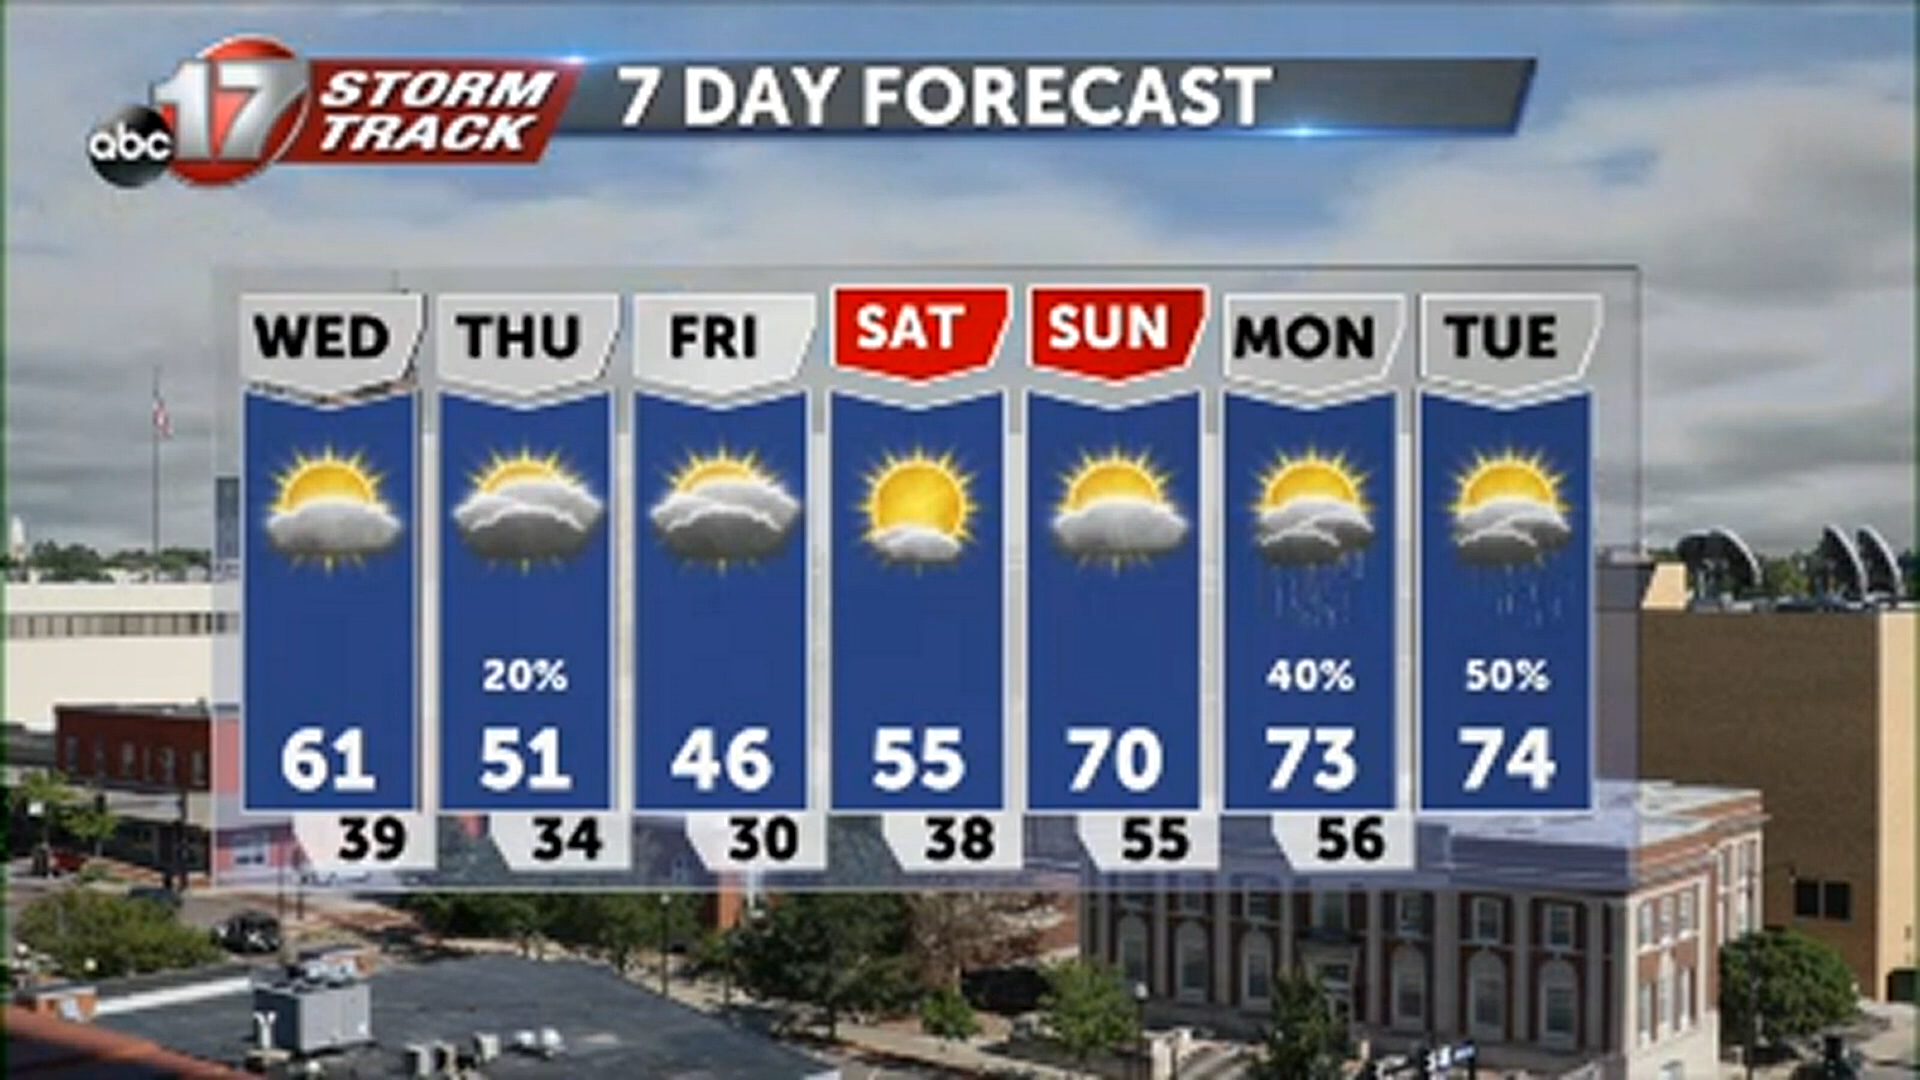 abc 17 STORM TRACK
7 DAY FORECAST
WED THU FRI SAT SUN MON TUE
20% 40% 50%
61 51 46 55 70 73 74
39 34 30 38 55 56